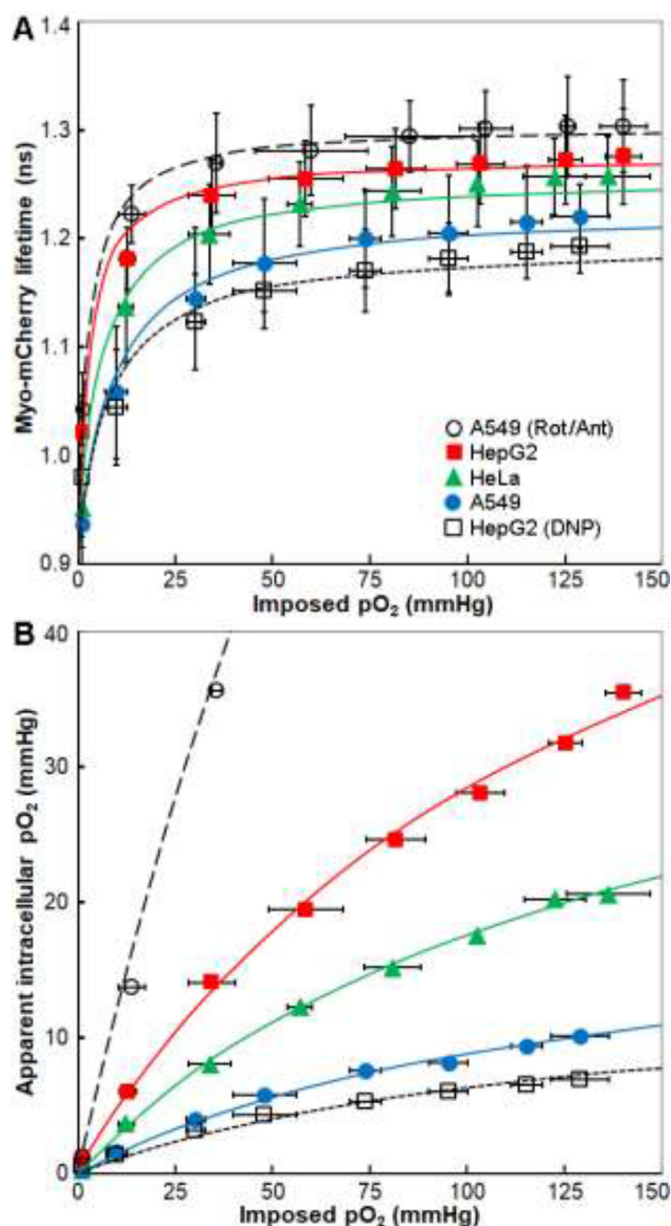 A
Myo-mCherry lifetime (ns)
1.4
1.3
1.2
1.1
1.0
0.9
A549 (Rot/Ant)
HepG2
HeLa
A549
HepG2 (DNP)
0 25 50 75 100 125 150
Imposed pO₂ (mmHg)
B
Apparent intracellular pO₂ (mmHg)
40
30
20
10
0
0 25 50 75 100 125 150
Imposed pO₂ (mmHg)